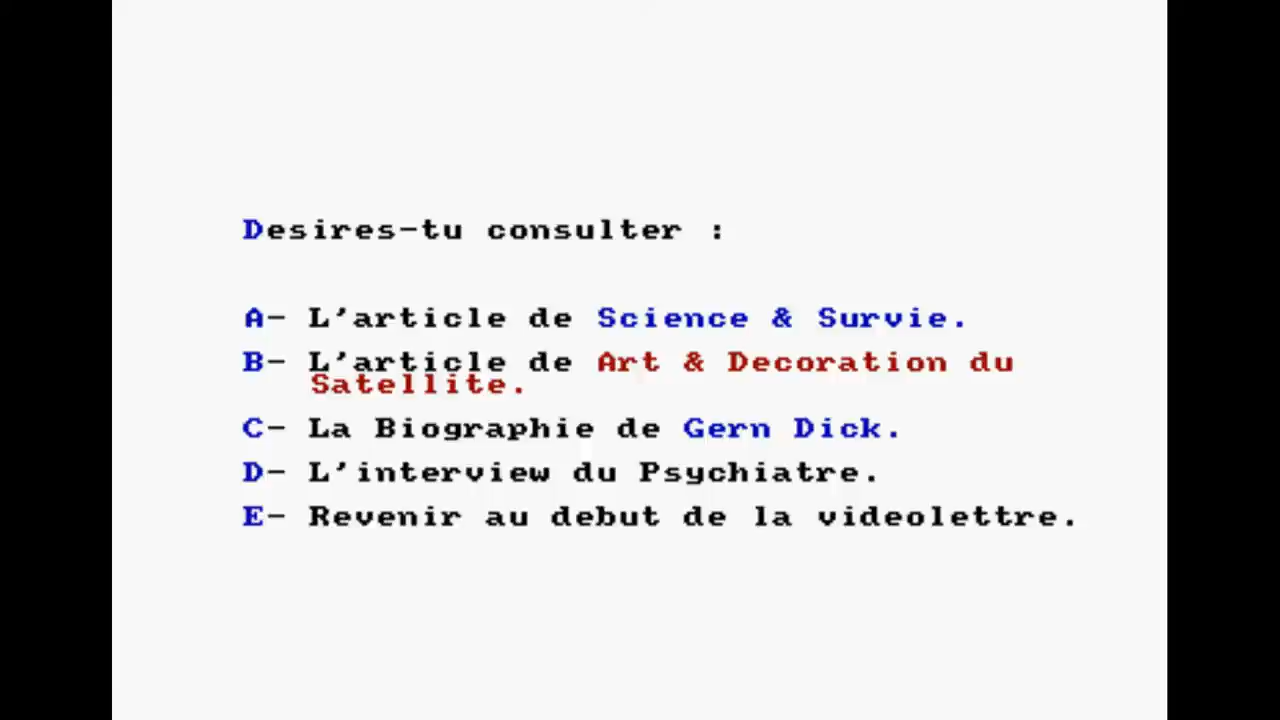 Desires-tu consulter :
A- L'article de Science & Survie.
B- L'article de Art & Decoration du
Satellite.
C- La Biographie de Gern Dick.
D- L'interview du Psychiatre.
E- Revenir au debut de la videolettre.